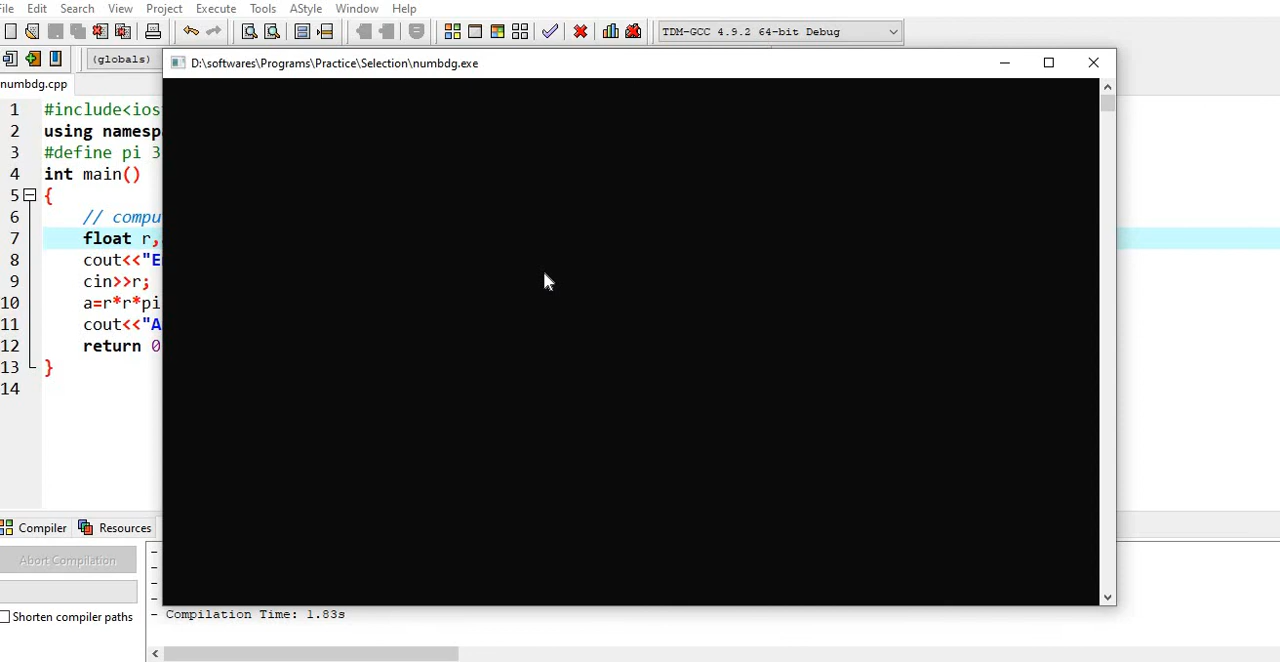 File Edit Search View Project Execute Tools AStyle Window Help
TDM-GCC 4.9.2 64-bit Debug
(globals)
D:\softwares\Programs\Practice\Selection\numbdg.exe
numbdg.cpp
1 #include<ios
2 using namesp
3 #define pi 3
4 int main()
5 {
6 // compu
7 float r,
8 cout<<"E
9 cin>>r;
10 a=r*r*pi
11 cout<<"A
12 return 0
13 }
14
Compiler Resources
Abort Compilation
Shorten compiler paths
- Compilation Time: 1.83s